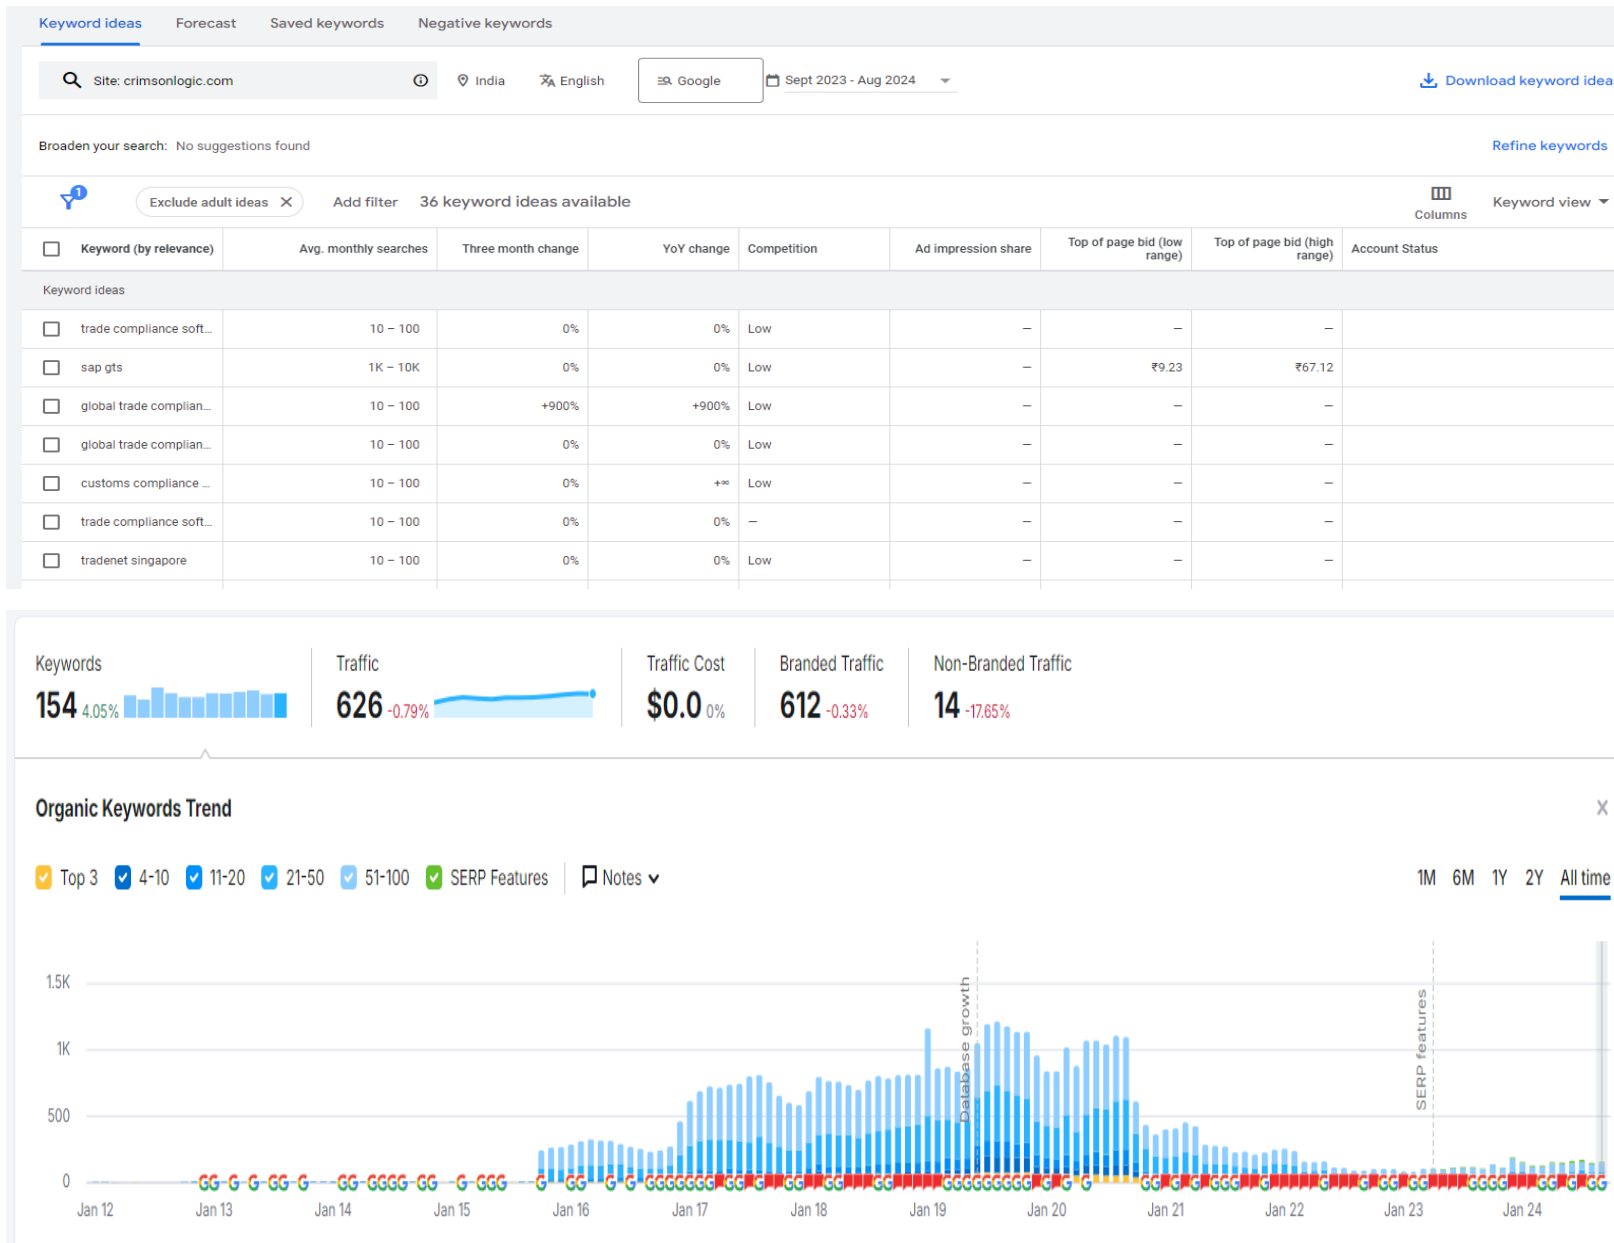 Keyword ideas Forecast Saved keywords Negative keywords
Site: crimsonlogic.com India English Google Sept 2023 - Aug 2024 Download keyword idea
Broaden your search: No suggestions found Refine keywords
1 Exclude adult ideas Add filter 36 keyword ideas available Columns Keyword view
Keyword (by relevance) Avg. monthly searches Three month change YoY change Competition Ad impression share Top of page bid (low range) Top of page bid (high range) Account Status
Keyword ideas
trade compliance soft... 10 – 100 0% 0% Low – – –
sap gts 1K – 10K 0% 0% Low – ₹9.23 ₹67.12
global trade complian... 10 – 100 +900% +900% Low – – –
global trade complian... 10 – 100 0% 0% Low – – –
customs compliance ... 10 – 100 0% +∞ Low – – –
trade compliance soft... 10 – 100 0% 0% – – – –
tradenet singapore 10 – 100 0% 0% Low – – –
Keywords Traffic Traffic Cost Branded Traffic Non-Branded Traffic
154 4.05% 626 -0.79% $0.0 0% 612 -0.33% 14 -17.65%
Organic Keywords Trend
Top 3 4-10 11-20 21-50 51-100 SERP Features Notes 1M 6M 1Y 2Y All time
1.5K
1K
500
0
Database growth
SERP features
Jan 12 Jan 13 Jan 14 Jan 15 Jan 16 Jan 17 Jan 18 Jan 19 Jan 20 Jan 21 Jan 22 Jan 23 Jan 24